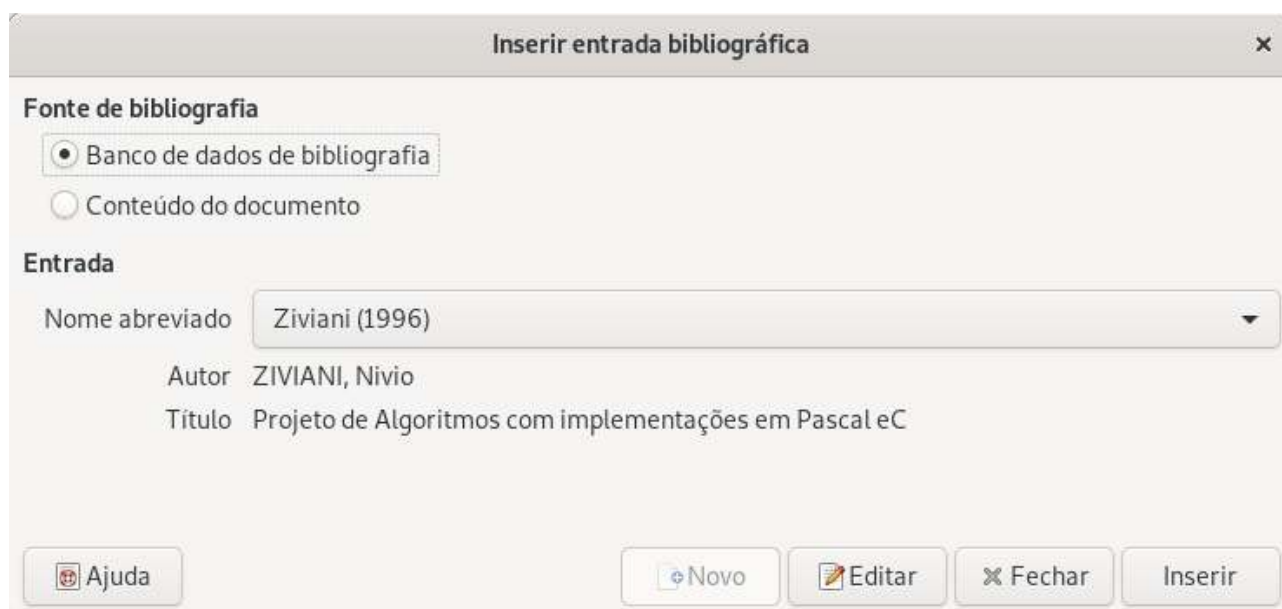 Inserir entrada bibliográfica
Fonte de bibliografia
Banco de dados de bibliografia
Conteúdo do documento
Entrada
Nome abreviado Ziviani (1996)
Autor ZIVIANI, Nivio
Título Projeto de Algoritmos com implementações em Pascal eC
Ajuda Novo Editar Fechar Inserir